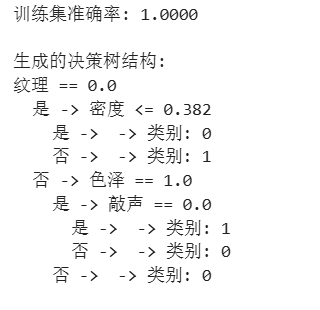 训练集准确率: 1.0000

生成的决策树结构:
纹理 == 0.0
  是 -> 密度 <= 0.382
    是 ->  -> 类别: 0
    否 ->  -> 类别: 1
  否 -> 色泽 == 1.0
    是 -> 敲声 == 0.0
      是 ->  -> 类别: 1
      否 ->  -> 类别: 0
    否 ->  -> 类别: 0